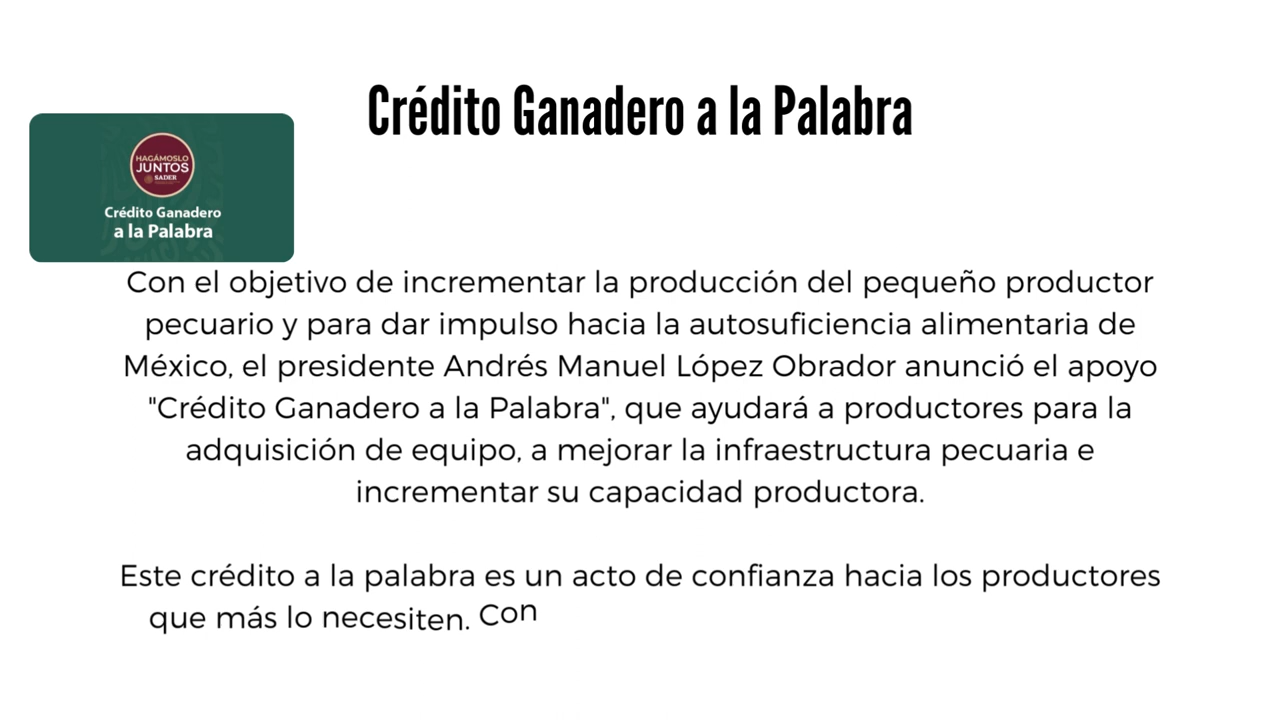 Crédito Ganadero a la Palabra
HAGÁMOSLO
JUNTOS
SADER
Crédito Ganadero
a la Palabra
Con el objetivo de incrementar la producción del pequeño productor
pecuario y para dar impulso hacia la autosuficiencia alimentaria de
México, el presidente Andrés Manuel López Obrador anunció el apoyo
"Crédito Ganadero a la Palabra", que ayudará a productores para la
adquisición de equipo, a mejorar la infraestructura pecuaria e
incrementar su capacidad productora.
Este crédito a la palabra es un acto de confianza hacia los productores
que más lo necesiten. Con